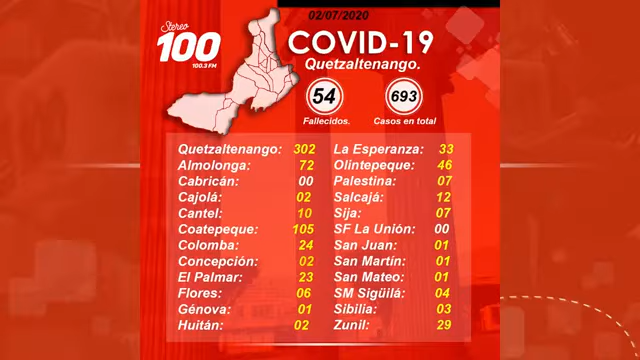 02/07/2020
Stereo
100
100.3 FM
COVID-19
Quetzaltenango.
54
Fallecidos.
693
Casos en total
Quetzaltenango: 302
Almolonga: 72
Cabricán: 00
Cajolá: 02
Cantel: 10
Coatepeque: 105
Colomba: 24
Concepción: 02
El Palmar: 23
Flores: 06
Génova: 01
Huitán: 02
La Esperanza: 33
Olintepeque: 46
Palestina: 07
Salcajá: 12
Sija: 07
SF La Unión: 00
San Juan: 01
San Martín: 01
San Mateo: 01
SM Sigüilá: 04
Sibilia: 03
Zunil: 29